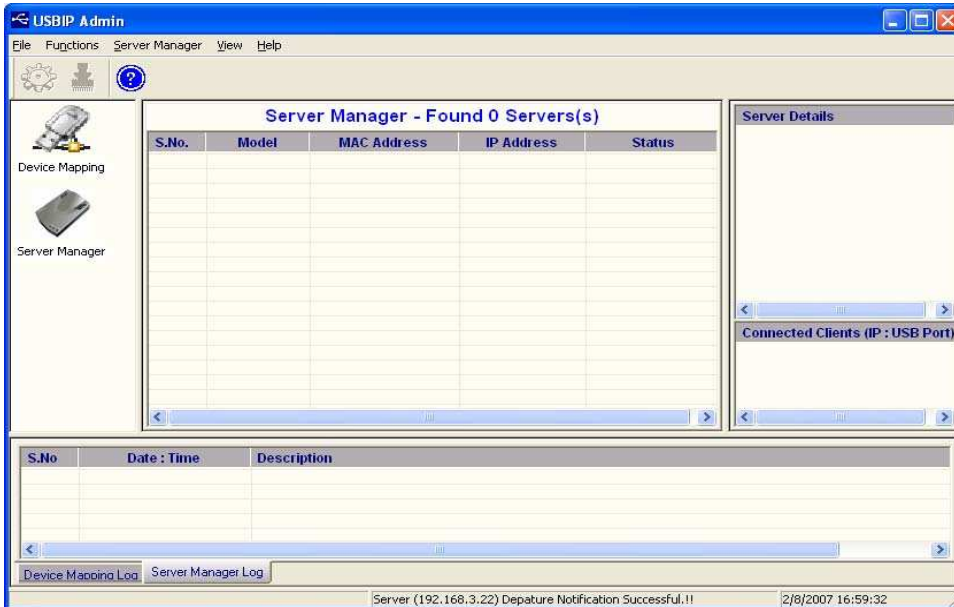 USBIP Admin
File Functions Server Manager View Help
Device Mapping
Server Manager
Server Manager - Found 0 Servers(s)
S.No. Model MAC Address IP Address Status
Server Details
Connected Clients (IP : USB Port)
S.No Date : Time Description
Device Mapping Log Server Manager Log
Server (192.168.3.22) Depature Notification Successful.!! 2/8/2007 16:59:32